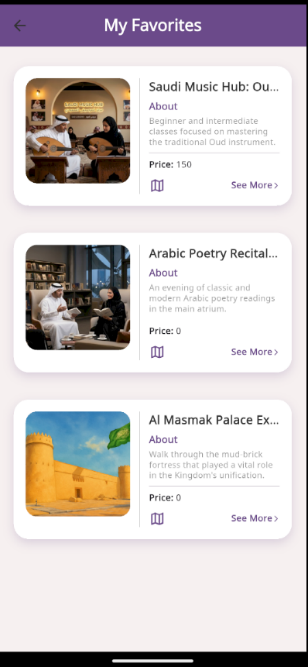 My Favorites
Saudi Music Hub: Ou...
About
Beginner and intermediate
classes focused on mastering
the traditional Oud instrument.
Price: 150
See More >
Arabic Poetry Recital...
About
An evening of classic and
modern Arabic poetry readings
in the main atrium.
Price: 0
See More >
Al Masmak Palace Ex...
About
Walk through the mud-brick
fortress that played a vital role
in the Kingdom's unification.
Price: 0
See More >